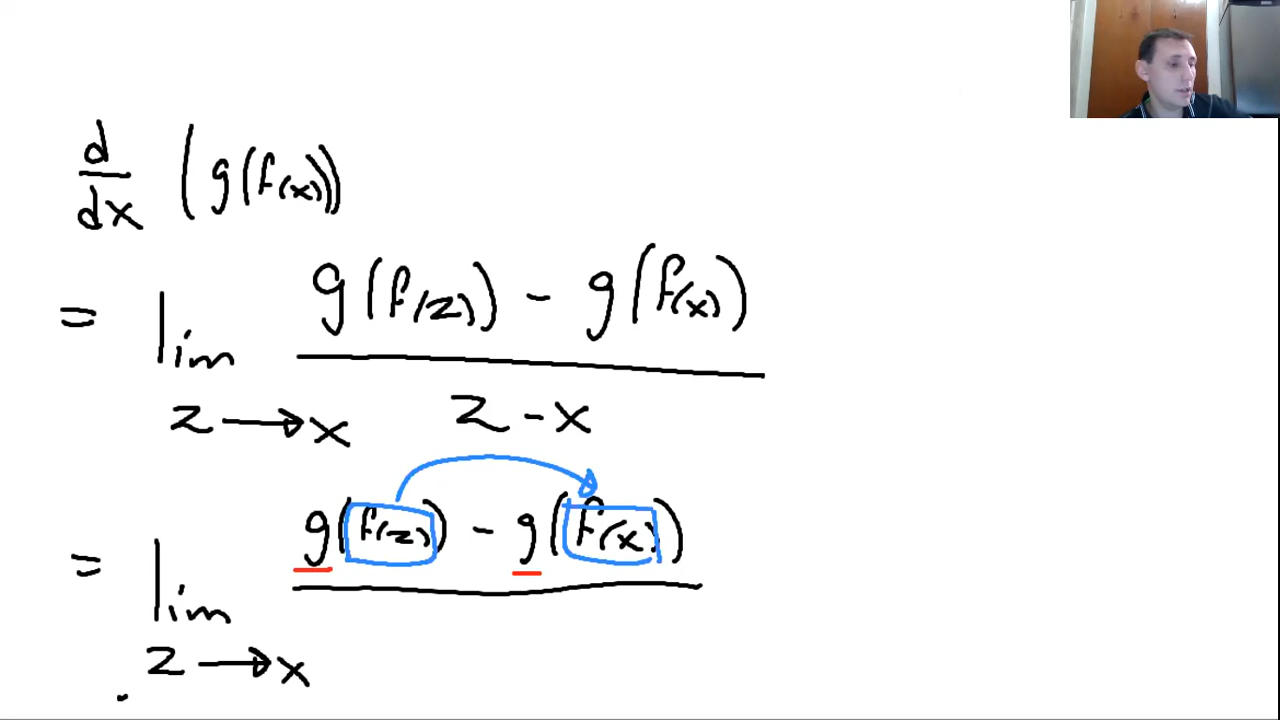 d
dx (g(f(x))
g(f(z)) - g(f(x))
= lim
z → x z - x
g(f(z)) - g(f(x))
= lim
z → x